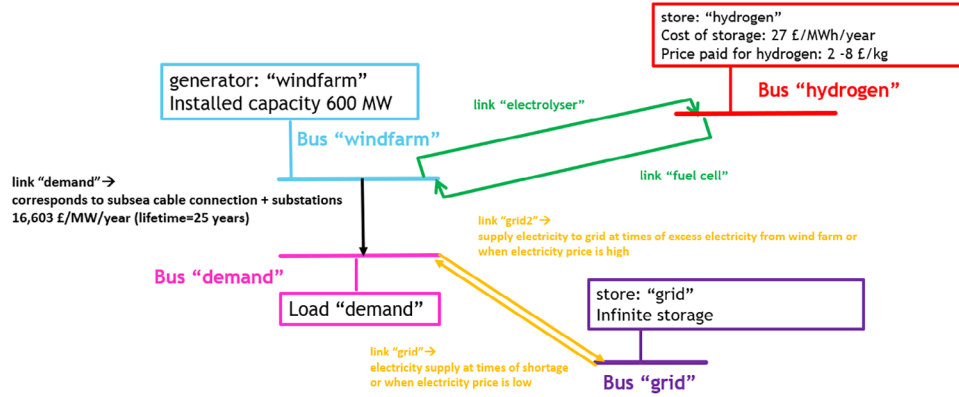 store: “hydrogen”
Cost of storage: 27 £/MWh/year
Price paid for hydrogen: 2 -8 £/kg
Bus “hydrogen”
generator: “windfarm”
Installed capacity 600 MW
Bus “windfarm”
link “electrolyser”
link “fuel cell”
link “demand”→
corresponds to subsea cable connection + substations
16,603 £/MW/year (lifetime=25 years)
link “grid2”→
supply electricity to grid at times of excess electricity from wind farm or
when electricity price is high
Bus “demand”
Load “demand”
store: “grid”
Infinite storage
link “grid”→
electricity supply at times of shortage
or when electricity price is low
Bus “grid”